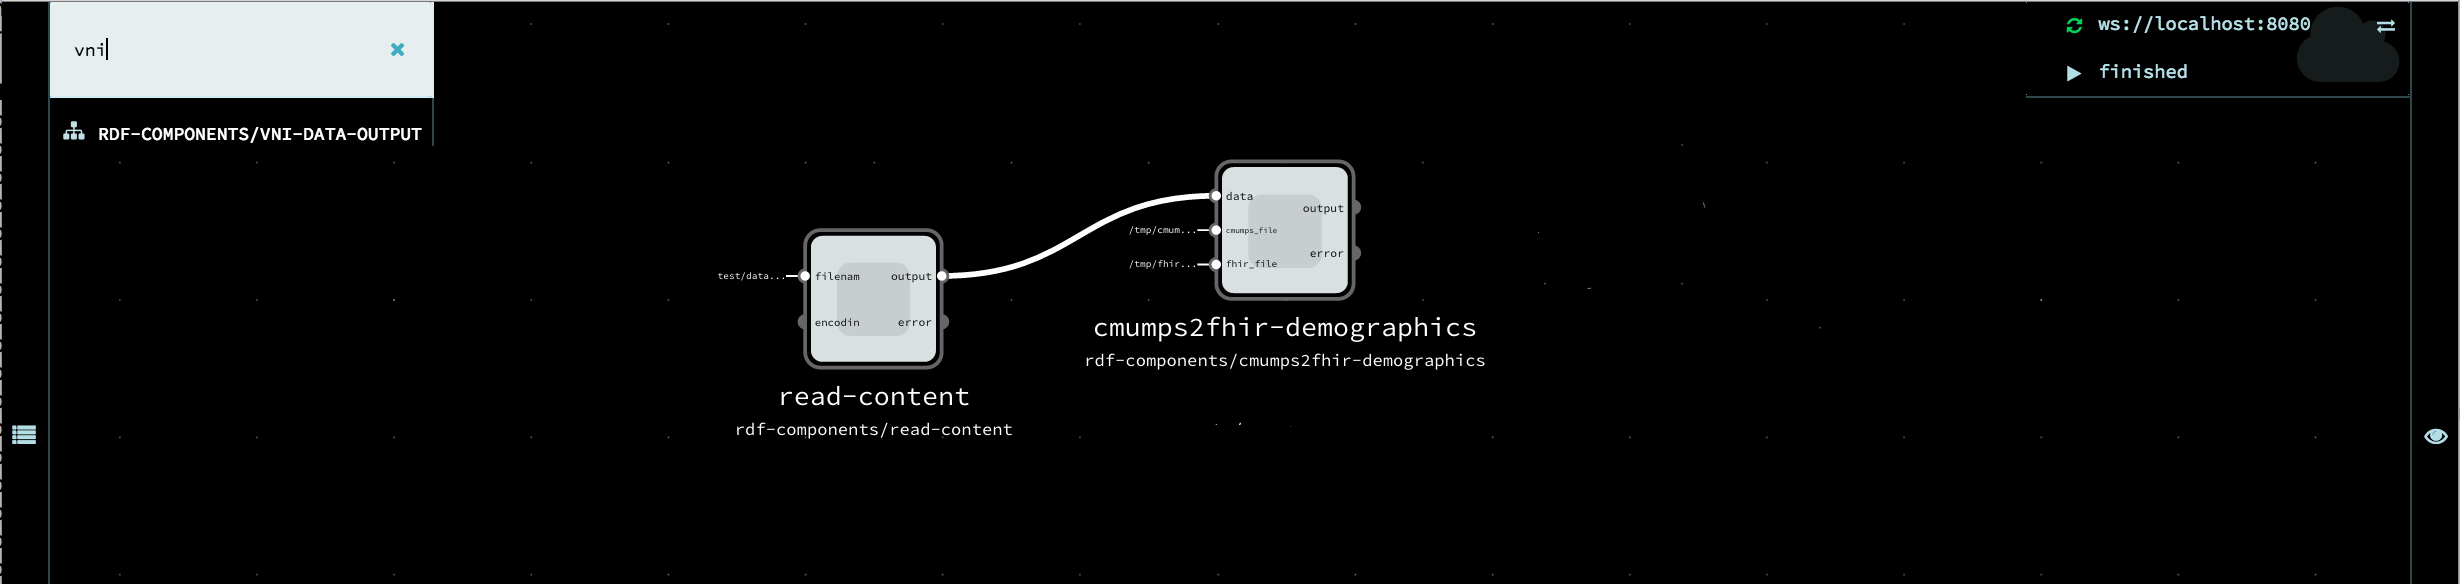 vni
RDF-COMPONENTS/VNI-DATA-OUTPUT
ws://localhost:8080
finished
data
output
/tmp/cmum...
cmumps_file
error
/tmp/fhir...
fhir_file
cmumps2fhir-demographics
rdf-components/cmumps2fhir-demographics
test/data...
filenam
output
encodin
error
read-content
rdf-components/read-content